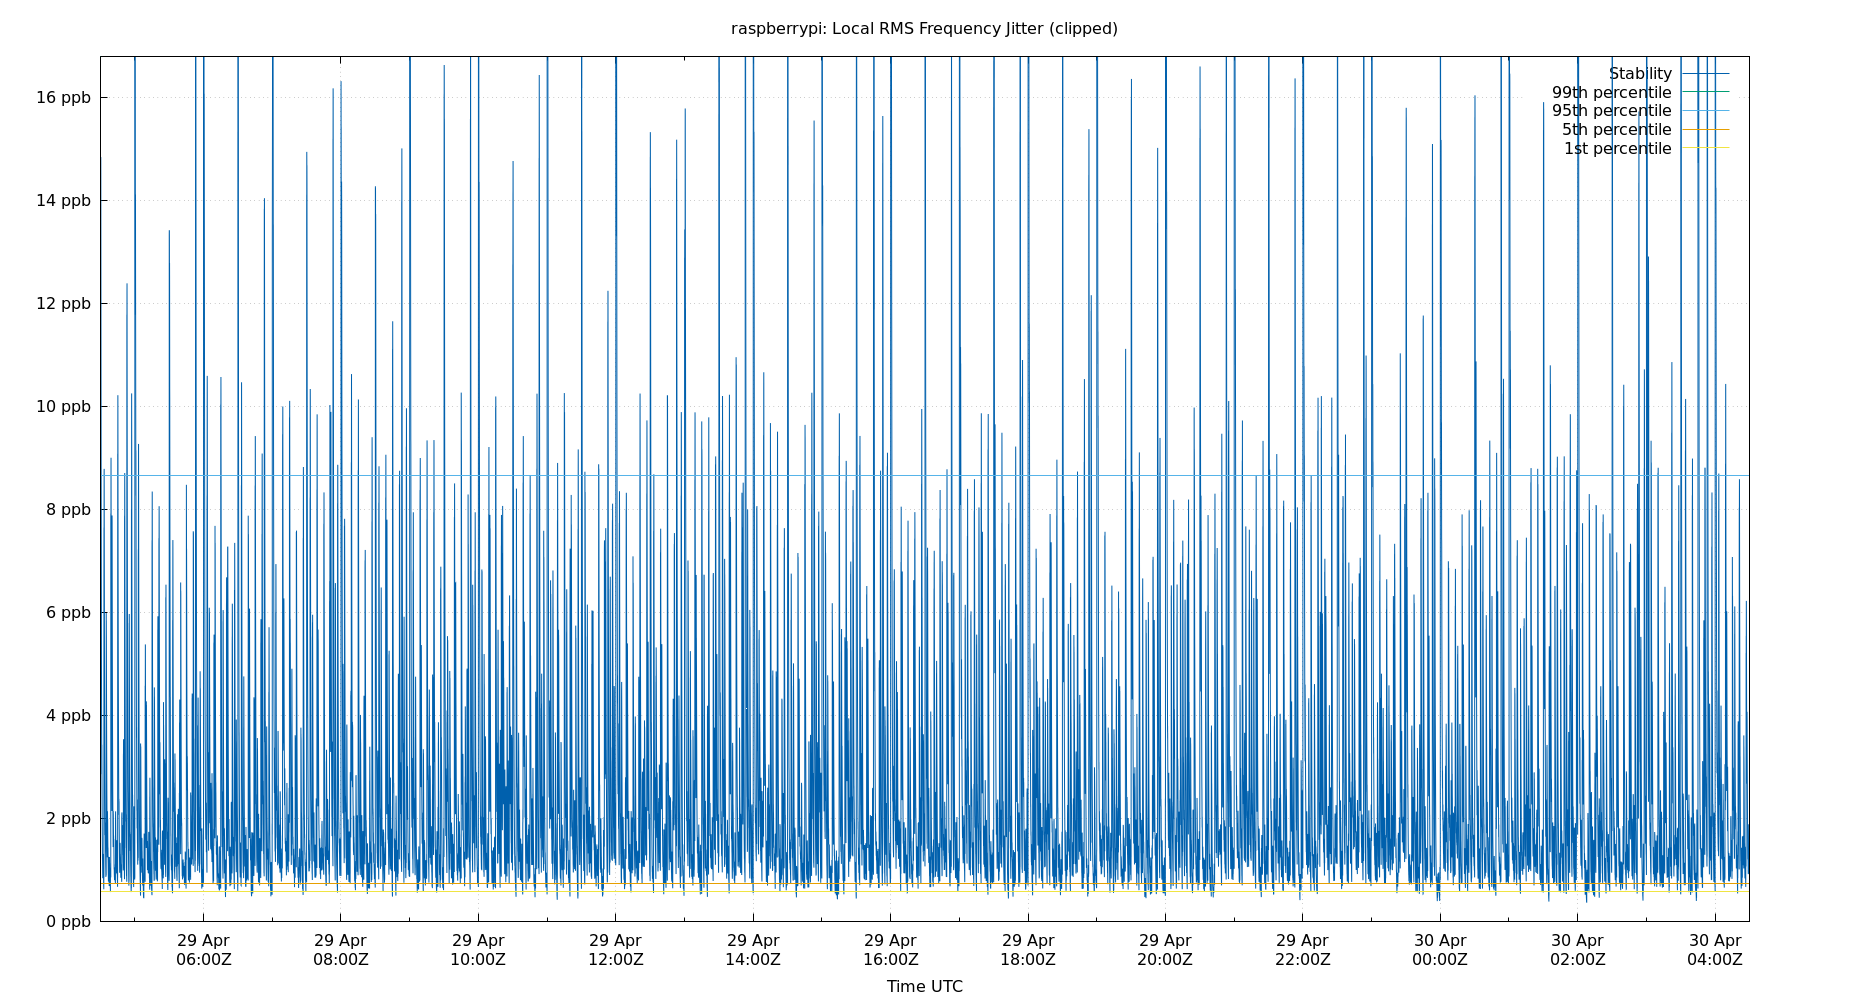 raspberrypi: Local RMS Frequency Jitter (clipped)
Stability
99th percentile
95th percentile
5th percentile
1st percentile
16 ppb
14 ppb
12 ppb
10 ppb
8 ppb
6 ppb
4 ppb
2 ppb
0 ppb
29 Apr 29 Apr 29 Apr 29 Apr 29 Apr 29 Apr 29 Apr 29 Apr 29 Apr 30 Apr 30 Apr 30 Apr
06:00Z 08:00Z 10:00Z 12:00Z 14:00Z 16:00Z 18:00Z 20:00Z 22:00Z 00:00Z 02:00Z 04:00Z
Time UTC